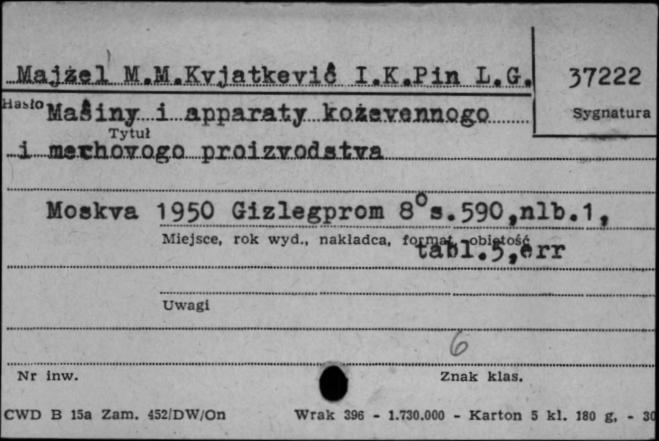 Majżel M.M.Kvjatkevič I.K.Pin L.G.
37222
Hasło Mašiny i apparaty kożevennogo
Sygnatura
Tytuł
i mechovogo proizvodstva
Moskva 1950 Gizlegprom 8° s.590,nlb.1,
Miejsce, rok wyd., nakładca, format, objętość
tabl.5,err
Uwagi
6
Nr inw.
Znak klas.
CWD B 15a Zam. 452/DW/On Wrak 396 - 1.730.000 - Karton 5 kl. 180 g. - 30